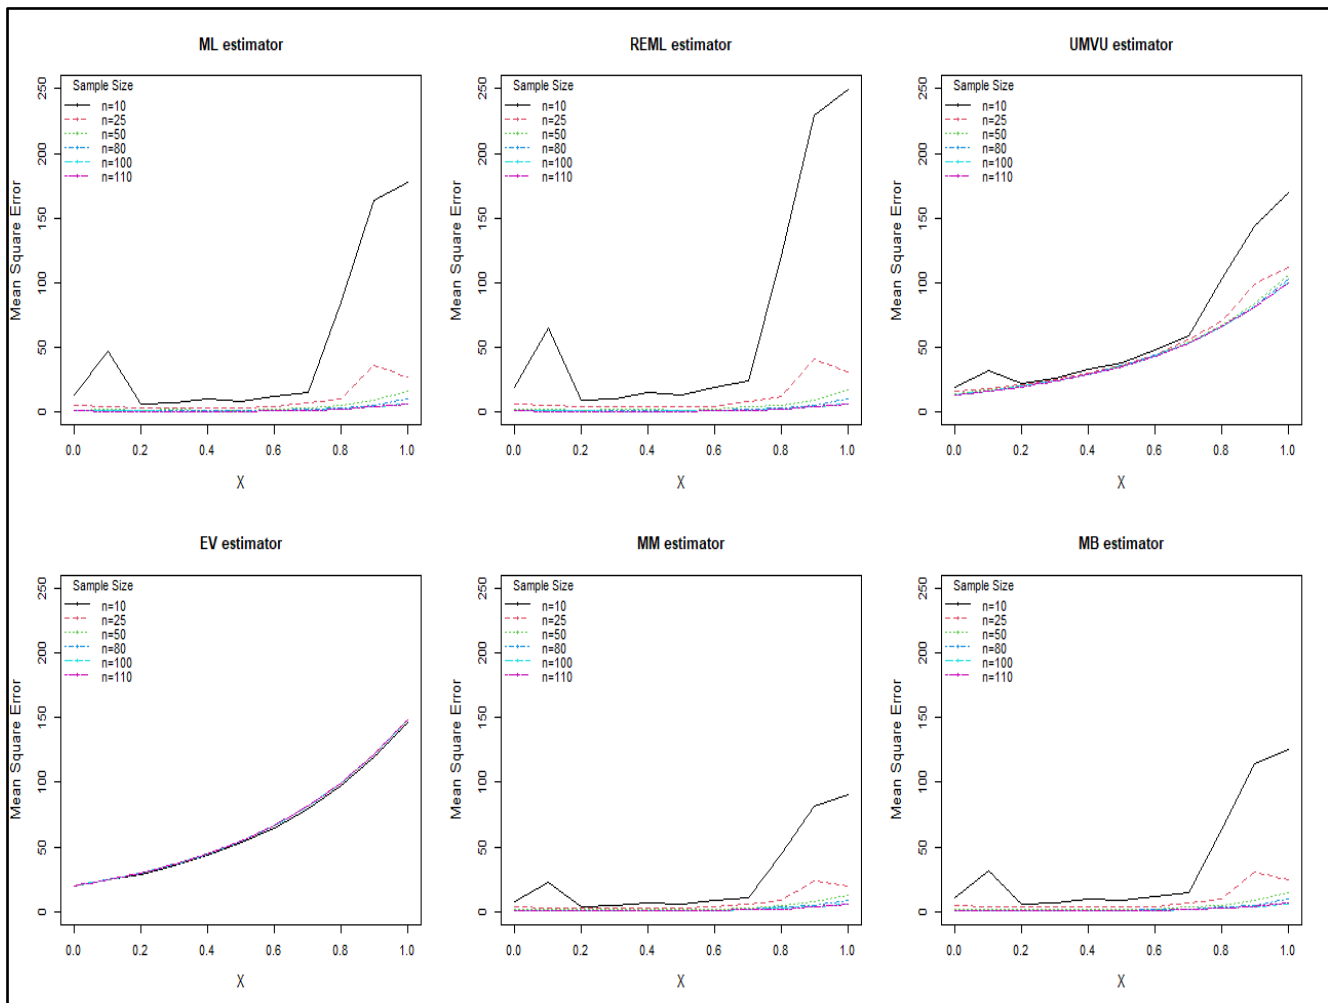 ML estimator
Mean Square Error
250
200
150
100
50
0
Sample Size
n=10
n=25
n=50
n=80
n=100
n=110
0.0 0.2 0.4 0.6 0.8 1.0
X
REML estimator
Mean Square Error
250
200
150
100
50
0
Sample Size
n=10
n=25
n=50
n=80
n=100
n=110
0.0 0.2 0.4 0.6 0.8 1.0
X
UMVU estimator
Mean Square Error
250
200
150
100
50
0
Sample Size
n=10
n=25
n=50
n=80
n=100
n=110
0.0 0.2 0.4 0.6 0.8 1.0
X
EV estimator
Mean Square Error
250
200
150
100
50
0
Sample Size
n=10
n=25
n=50
n=80
n=100
n=110
0.0 0.2 0.4 0.6 0.8 1.0
X
MM estimator
Mean Square Error
250
200
150
100
50
0
Sample Size
n=10
n=25
n=50
n=80
n=100
n=110
0.0 0.2 0.4 0.6 0.8 1.0
X
MB estimator
Mean Square Error
250
200
150
100
50
0
Sample Size
n=10
n=25
n=50
n=80
n=100
n=110
0.0 0.2 0.4 0.6 0.8 1.0
X